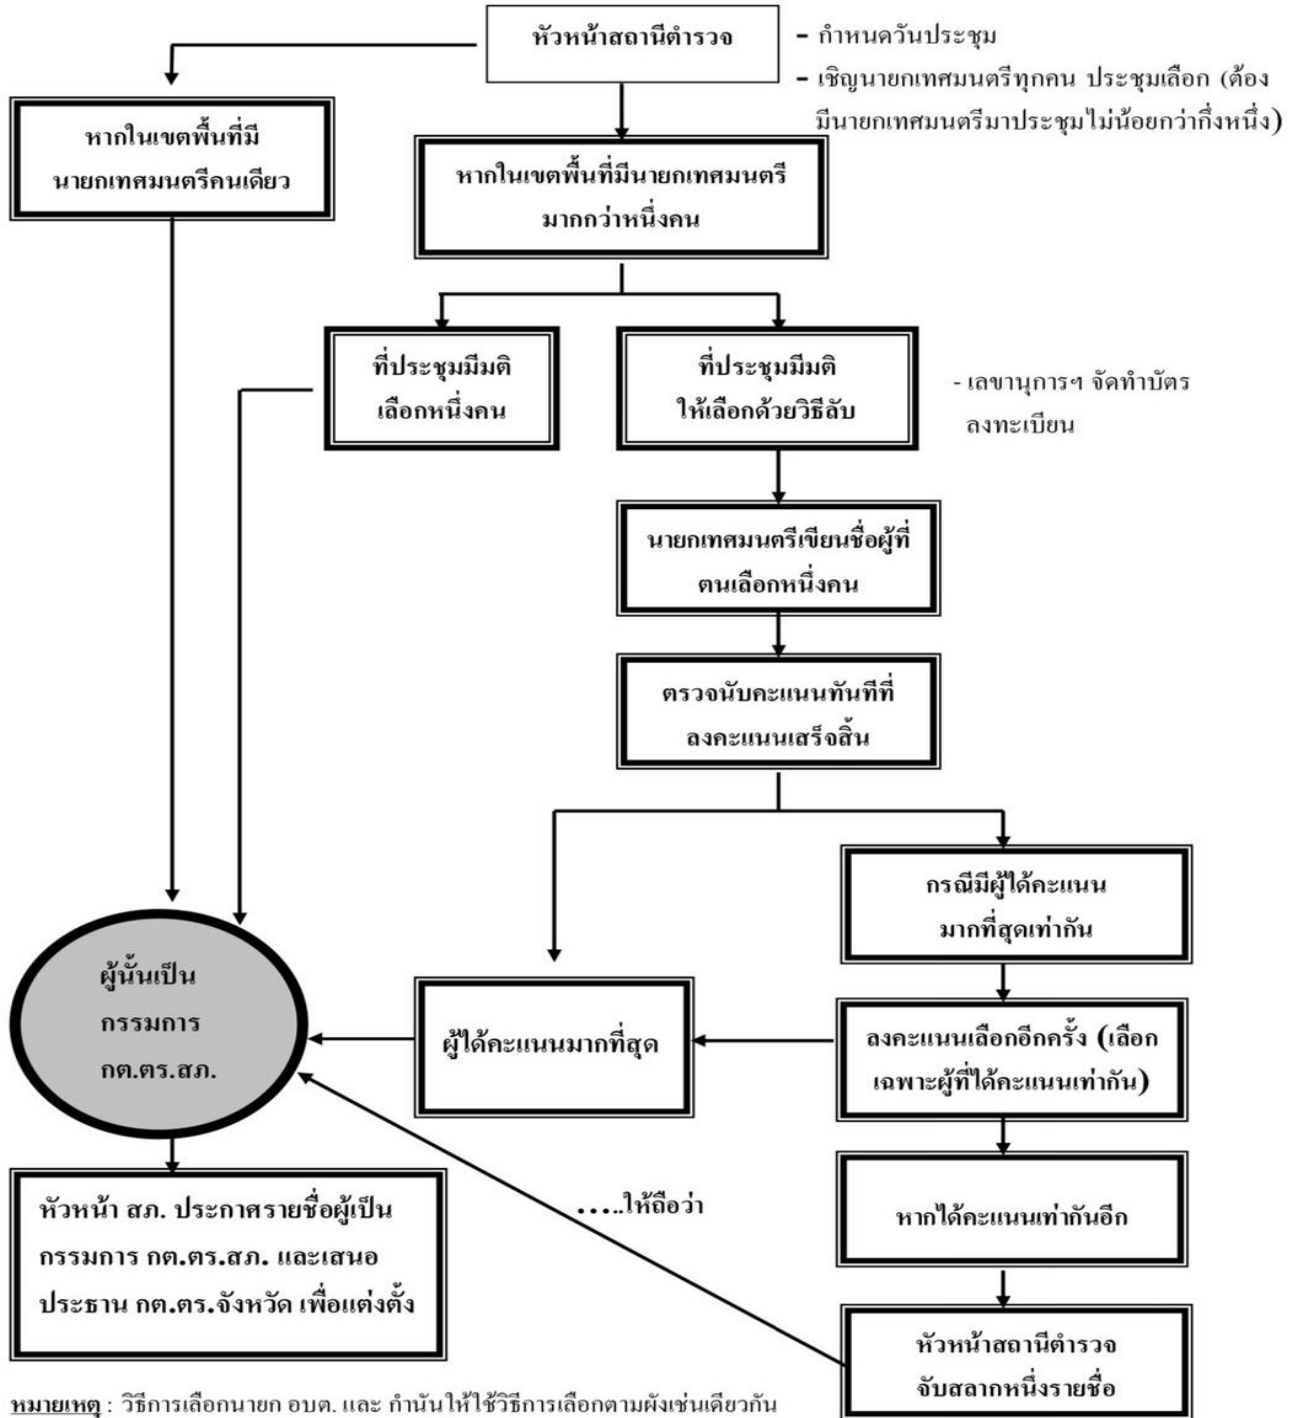 หัวหน้าสถานีตำรวจ
- กำหนดวันประชุม
- เชิญนายกเทศมนตรีทุกคน ประชุมเลือก (ต้อง
มีนายกเทศมนตรีมาประชุมไม่น้อยกว่ากึ่งหนึ่ง)
หากในเขตพื้นที่มี
นายกเทศมนตรีคนเดียว
หากในเขตพื้นที่มีนายกเทศมนตรี
มากกว่าหนึ่งคน
ที่ประชุมมีมติ
เลือกหนึ่งคน
ที่ประชุมมีมติ
ให้เลือกด้วยวิธีลับ
- เลขานุการฯ จัดทำบัตร
ลงทะเบียน
นายกเทศมนตรีเขียนชื่อผู้ที่
ตนเลือกหนึ่งคน
ตรวจนับคะแนนทันทีที่
ลงคะแนนเสร็จสิ้น
กรณีมีผู้ได้คะแนน
มากที่สุดเท่ากัน
ผู้นั้นเป็น
กรรมการ
กต.ตร.สภ.
ผู้ได้คะแนนมากที่สุด
ลงคะแนนเลือกอีกครั้ง (เลือก
เฉพาะผู้ที่ได้คะแนนเท่ากัน)
หัวหน้า สภ. ประกาศรายชื่อผู้เป็น
กรรมการ กต.ตร.สภ. และเสนอ
ประธาน กต.ตร.จังหวัด เพื่อแต่งตั้ง
.....ให้ถือว่า
หากได้คะแนนเท่ากันอีก
หัวหน้าสถานีตำรวจ
จับสลากหนึ่งรายชื่อ
หมายเหตุ : วิธีการเลือกนายก อบต. และ กำนันให้ใช้วิธีการเลือกตามผังเช่นเดียวกัน